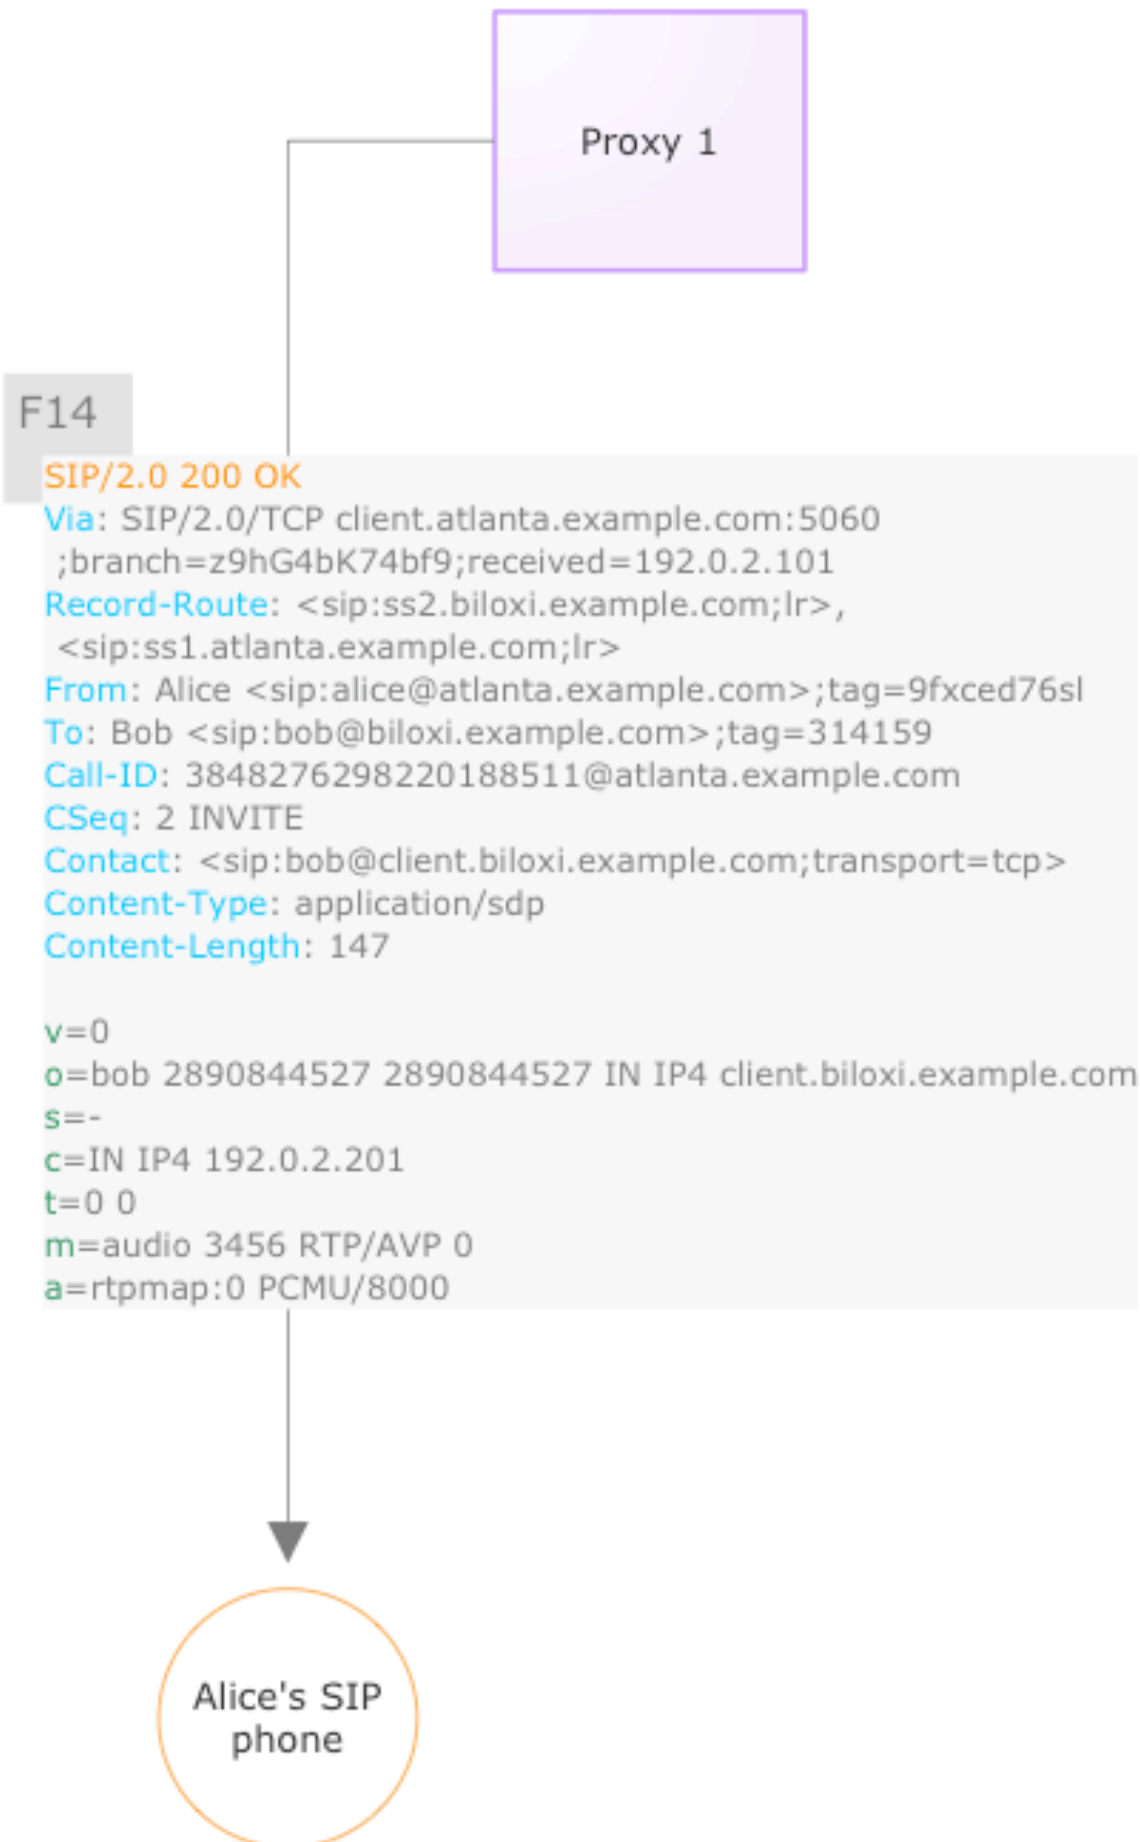 Proxy 1
F14
SIP/2.0 200 OK
Via: SIP/2.0/TCP client.atlanta.example.com:5060
;branch=z9hG4bK74bf9;received=192.0.2.101
Record-Route: <sip:ss2.biloxi.example.com;lr>,
<sip:ss1.atlanta.example.com;lr>
From: Alice <sip:alice@atlanta.example.com>;tag=9fxced76sl
To: Bob <sip:bob@biloxi.example.com>;tag=314159
Call-ID: 3848276298220188511@atlanta.example.com
CSeq: 2 INVITE
Contact: <sip:bob@client.biloxi.example.com;transport=tcp>
Content-Type: application/sdp
Content-Length: 147
v=0
o=bob 2890844527 2890844527 IN IP4 client.biloxi.example.com
s=-
c=IN IP4 192.0.2.201
t=0 0
m=audio 3456 RTP/AVP 0
a=rtpmap:0 PCMU/8000
Alice's SIP
phone